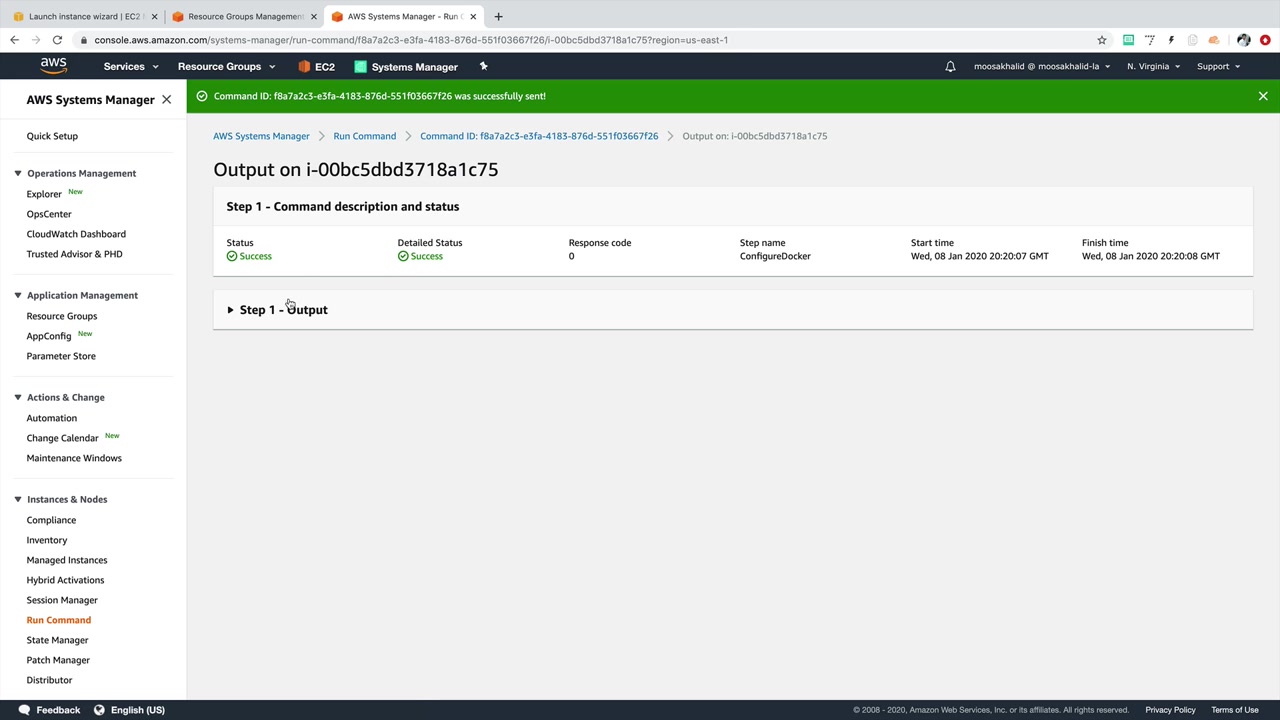 Launch instance wizard | EC2
Resource Groups Management
AWS Systems Manager - Run C
console.aws.amazon.com/systems-manager/run-command/f8a7a2c3-e3fa-4183-876d-551f03667f26/i-00bc5dbd3718a1c75?region=us-east-1
aws
Services
Resource Groups
EC2
Systems Manager
moosakhalid @ moosakhalid-la
N. Virginia
Support
AWS Systems Manager
Command ID: f8a7a2c3-e3fa-4183-876d-551f03667f26 was successfully sent!
Quick Setup
Operations Management
Explorer New
OpsCenter
CloudWatch Dashboard
Trusted Advisor & PHD
Application Management
Resource Groups
AppConfig New
Parameter Store
Actions & Change
Automation
Change Calendar New
Maintenance Windows
Instances & Nodes
Compliance
Inventory
Managed Instances
Hybrid Activations
Session Manager
Run Command
State Manager
Patch Manager
Distributor
AWS Systems Manager > Run Command > Command ID: f8a7a2c3-e3fa-4183-876d-551f03667f26 > Output on: i-00bc5dbd3718a1c75
Output on i-00bc5dbd3718a1c75
Step 1 - Command description and status
Status
Success
Detailed Status
Success
Response code
0
Step name
ConfigureDocker
Start time
Wed, 08 Jan 2020 20:20:07 GMT
Finish time
Wed, 08 Jan 2020 20:20:08 GMT
Step 1 - Output
Feedback
English (US)
© 2008 - 2020, Amazon Web Services, Inc. or its affiliates. All rights reserved.
Privacy Policy
Terms of Use